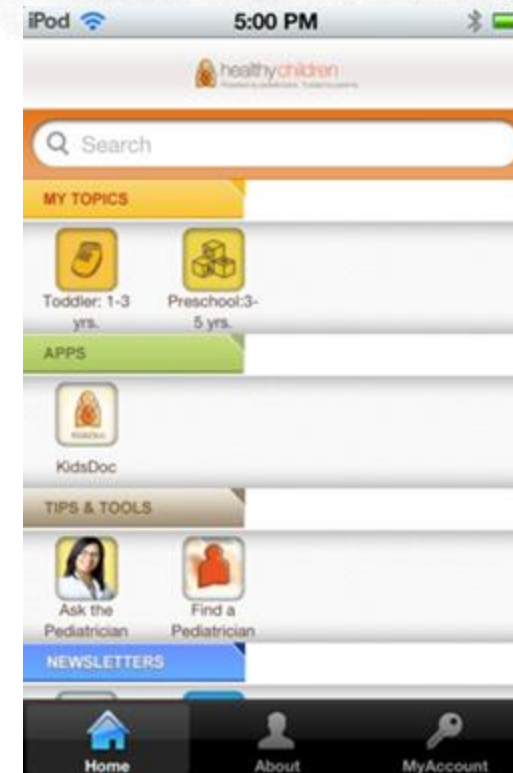 iPod 5:00 PM
healthychildren
Search
MY TOPICS
Toddler: 1-3
yrs.
Preschool:3-
5 yrs.
APPS
KidsDoc
TIPS & TOOLS
Ask the
Pediatrician
Find a
Pediatrician
NEWSLETTERS
Home About MyAccount